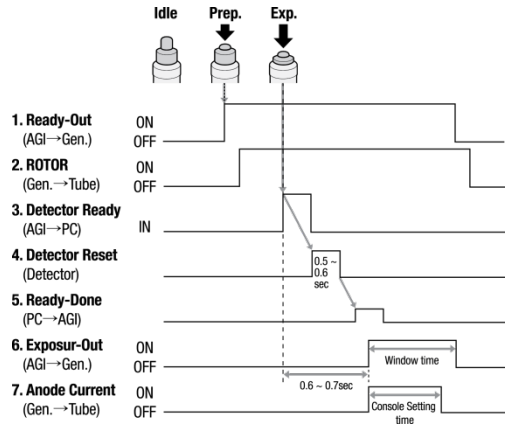 Idle Prep. Exp.
1. Ready-Out ON
(AGI→Gen.) OFF
2. ROTOR ON
(Gen.→Tube) OFF
3. Detector Ready
(AGI→PC) IN
4. Detector Reset
(Detector)
0.5 ~
0.6
sec
5. Ready-Done
(PC→AGI)
6. Exposur-Out ON
(AGI→Gen.) OFF
Window time
0.6 ~ 0.7sec
7. Anode Current ON
(Gen.→Tube) OFF
Console Setting
time